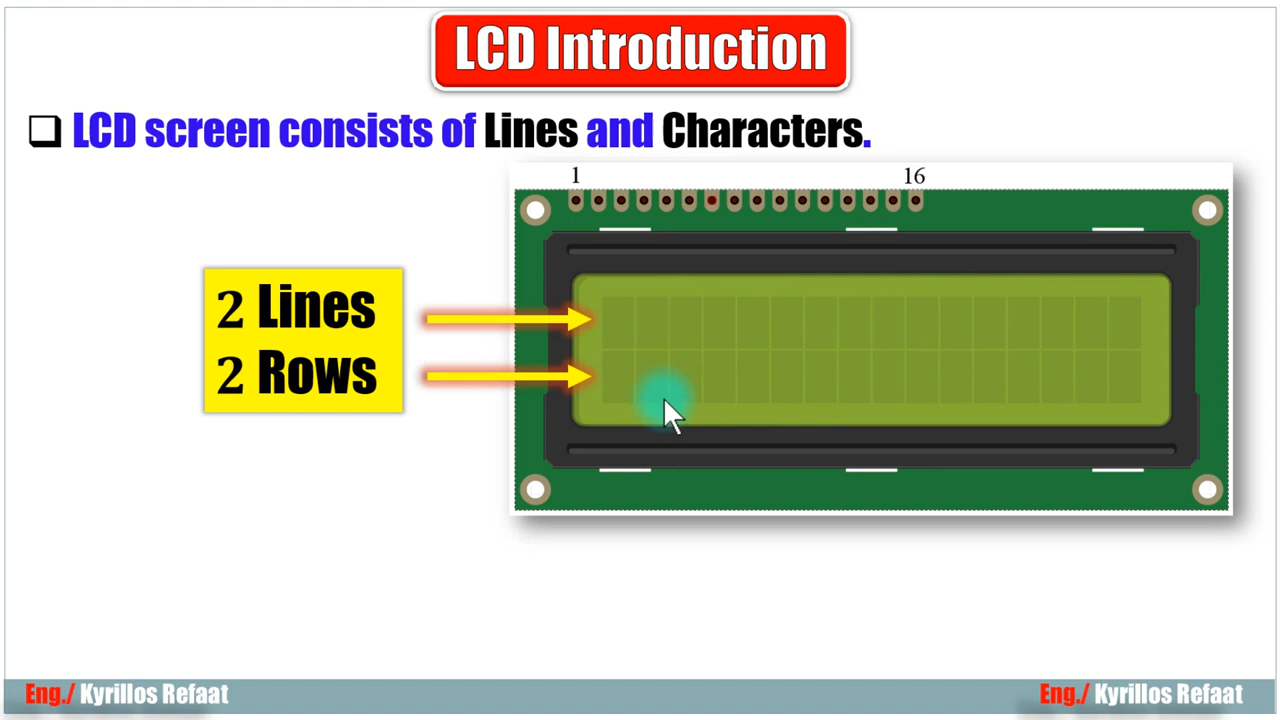 LCD Introduction
❑ LCD screen consists of Lines and Characters.
1 16
2 Lines
2 Rows
Eng./ Kyrillos Refaat
Eng./ Kyrillos Refaat